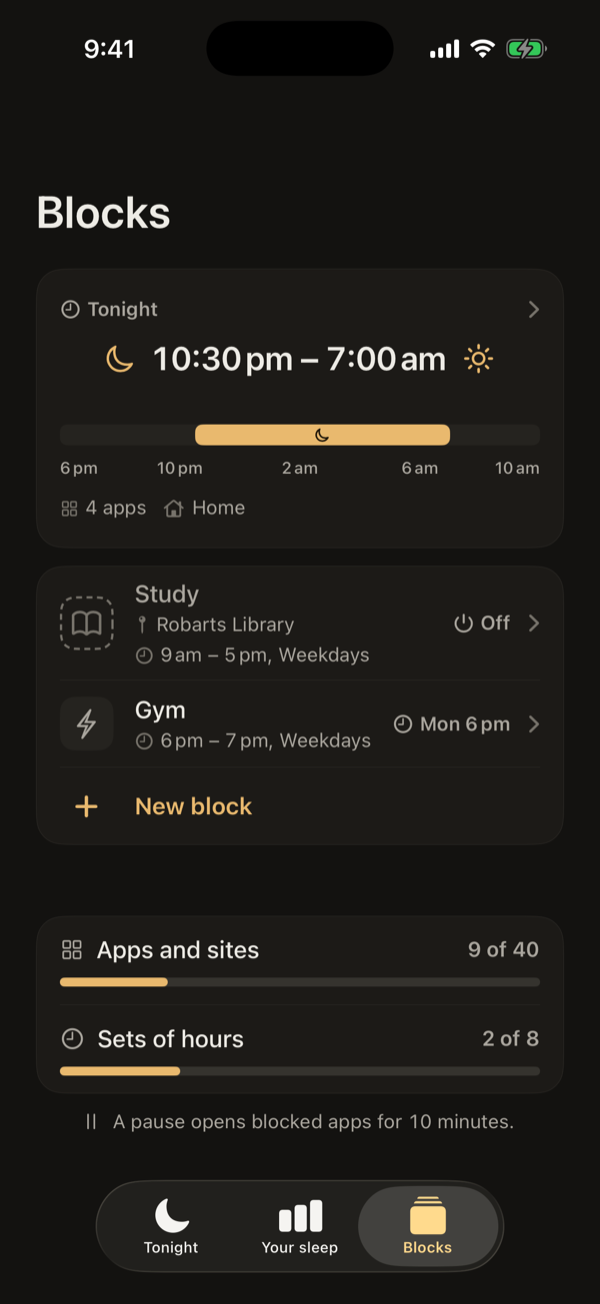 9:41
Blocks
Tonight
10:30 pm – 7:00 am
6 pm 10 pm 2 am 6 am 10 am
4 apps Home
Study
Robarts Library
9 am – 5 pm, Weekdays
Off
Gym
6 pm – 7 pm, Weekdays
Mon 6 pm
New block
Apps and sites 9 of 40
Sets of hours 2 of 8
A pause opens blocked apps for 10 minutes.
Tonight Your sleep Blocks